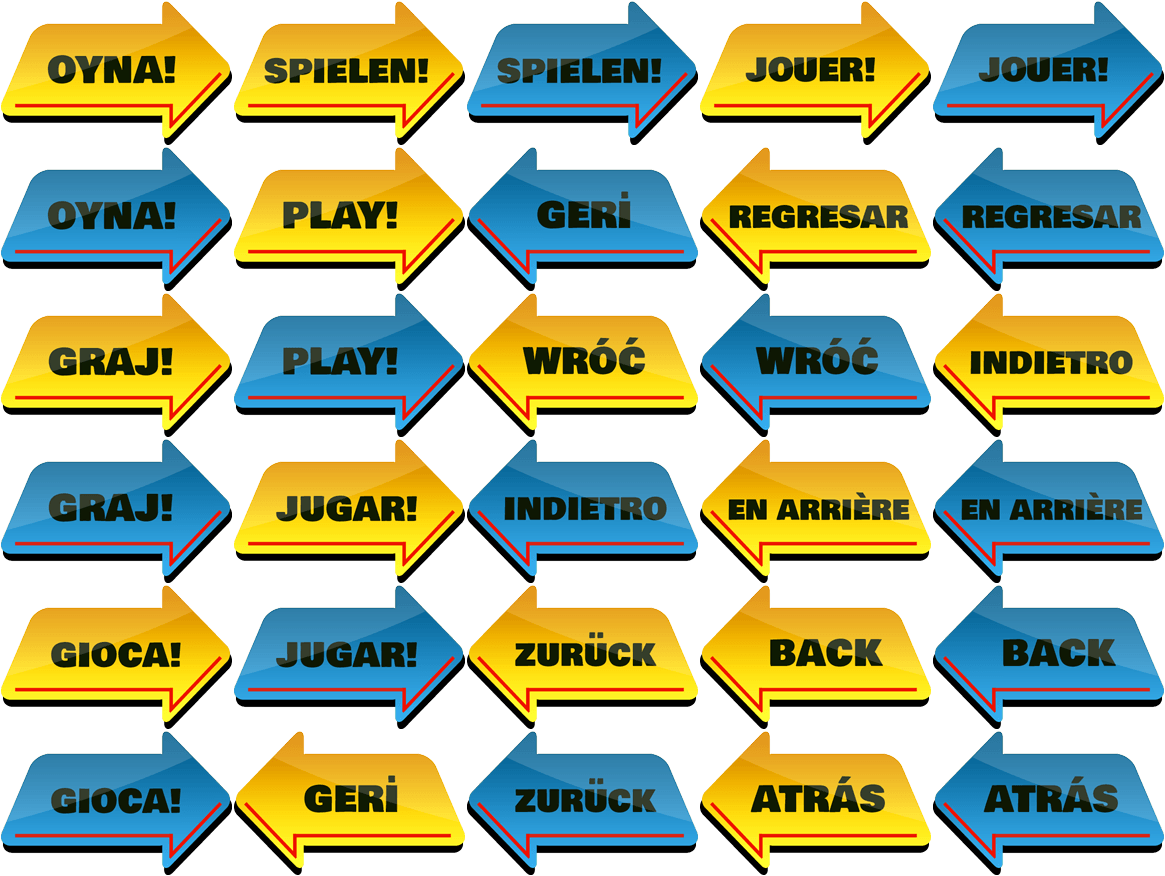 OYNA! SPIELEN! SPIELEN! JOUER! JOUER!
OYNA! PLAY! GERİ REGRESAR REGRESAR
GRAJ! PLAY! WRÓĆ WRÓĆ INDIETRO
GRAJ! JUGAR! INDIETRO EN ARRIÈRE EN ARRIÈRE
GIOCA! JUGAR! ZURÜCK BACK BACK
GIOCA! GERİ ZURÜCK ATRÁS ATRÁS